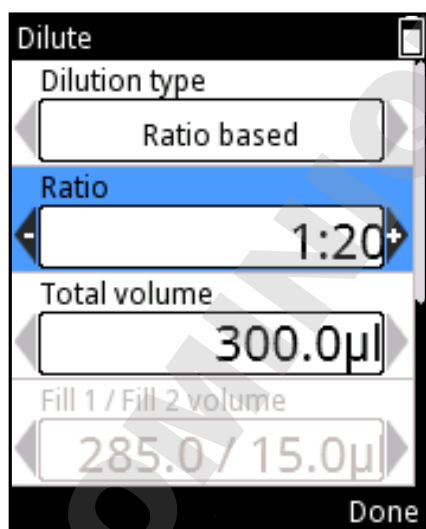 Dilute
Dilution type
Ratio based
Ratio
- 1:20 +
Total volume
300.0µl
Fill 1 / Fill 2 volume
285.0 / 15.0µl
Done